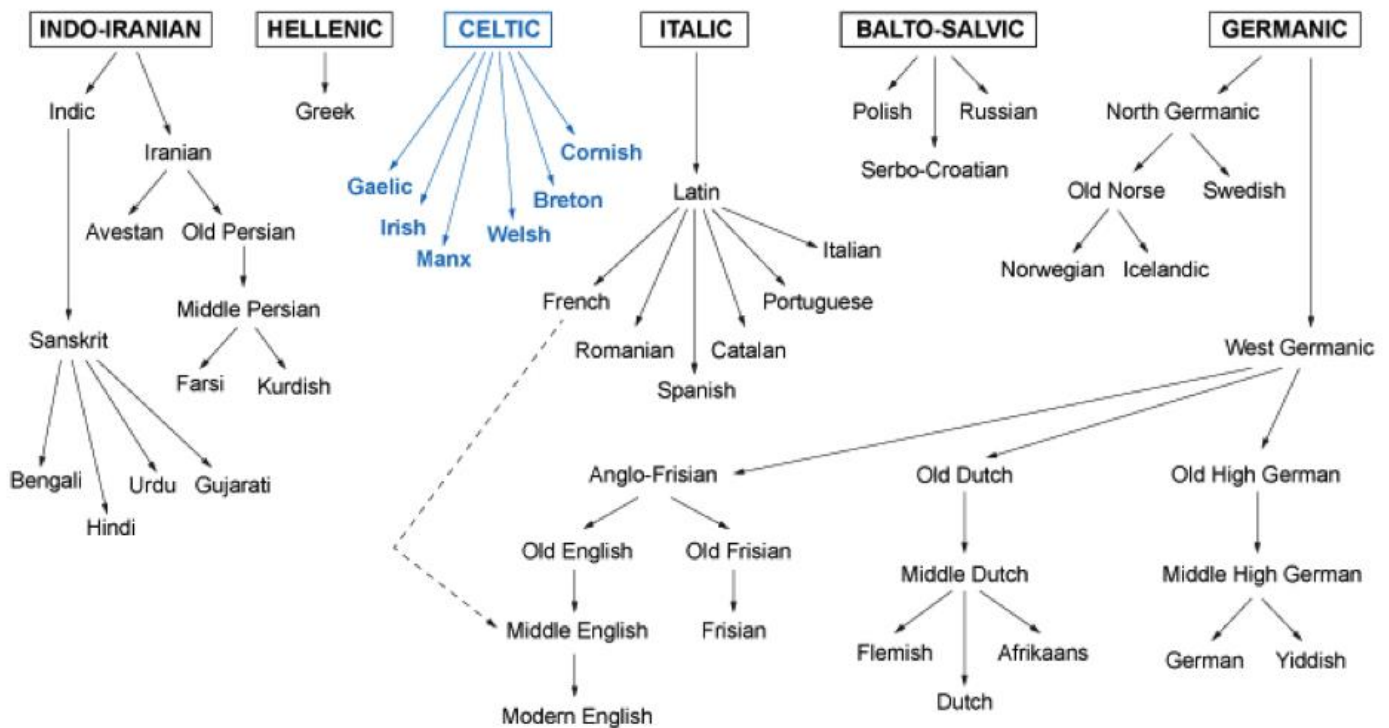 INDO-IRANIAN
HELLENIC
CELTIC
ITALIC
BALTO-SALVIC
GERMANIC
Indic
Iranian
Avestan
Old Persian
Middle Persian
Farsi
Kurdish
Sanskrit
Bengali
Hindi
Urdu
Gujarati
Greek
Gaelic
Irish
Manx
Welsh
Breton
Cornish
Latin
French
Romanian
Spanish
Catalan
Portuguese
Italian
Polish
Serbo-Croatian
Russian
North Germanic
Old Norse
Swedish
Norwegian
Icelandic
West Germanic
Anglo-Frisian
Old English
Old Frisian
Middle English
Frisian
Modern English
Old Dutch
Middle Dutch
Flemish
Dutch
Afrikaans
Old High German
Middle High German
German
Yiddish